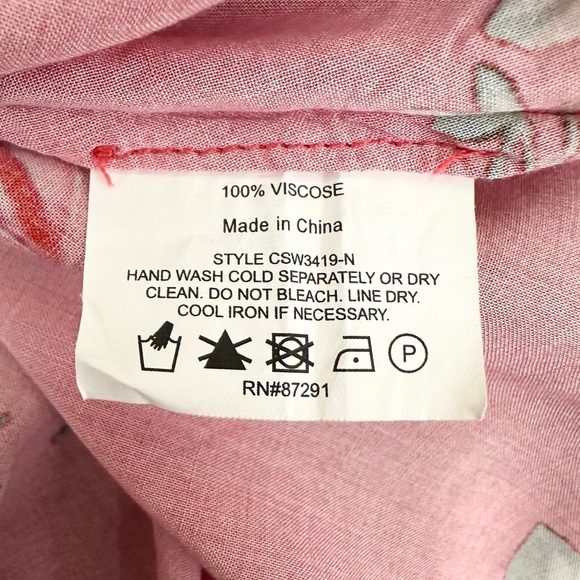 100% VISCOSE
Made in China
STYLE CSW3419-N
HAND WASH COLD SEPARATELY OR DRY
CLEAN. DO NOT BLEACH. LINE DRY.
COOL IRON IF NECESSARY.
P
RN#87291